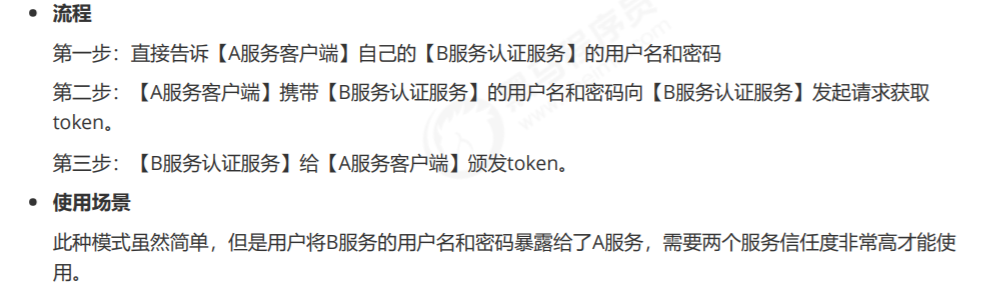 流程
第一步：直接告诉【A服务客户端】自己的【B服务认证服务】的用户名和密码
第二步：【A服务客户端】携带【B服务认证服务】的用户名和密码向【B服务认证服务】发起请求获取
token。
第三步：【B服务认证服务】给【A服务客户端】颁发token。
使用场景
此种模式虽然简单，但是用户将B服务的用户名和密码暴露给了A服务，需要两个服务信任度非常高才能使
用。